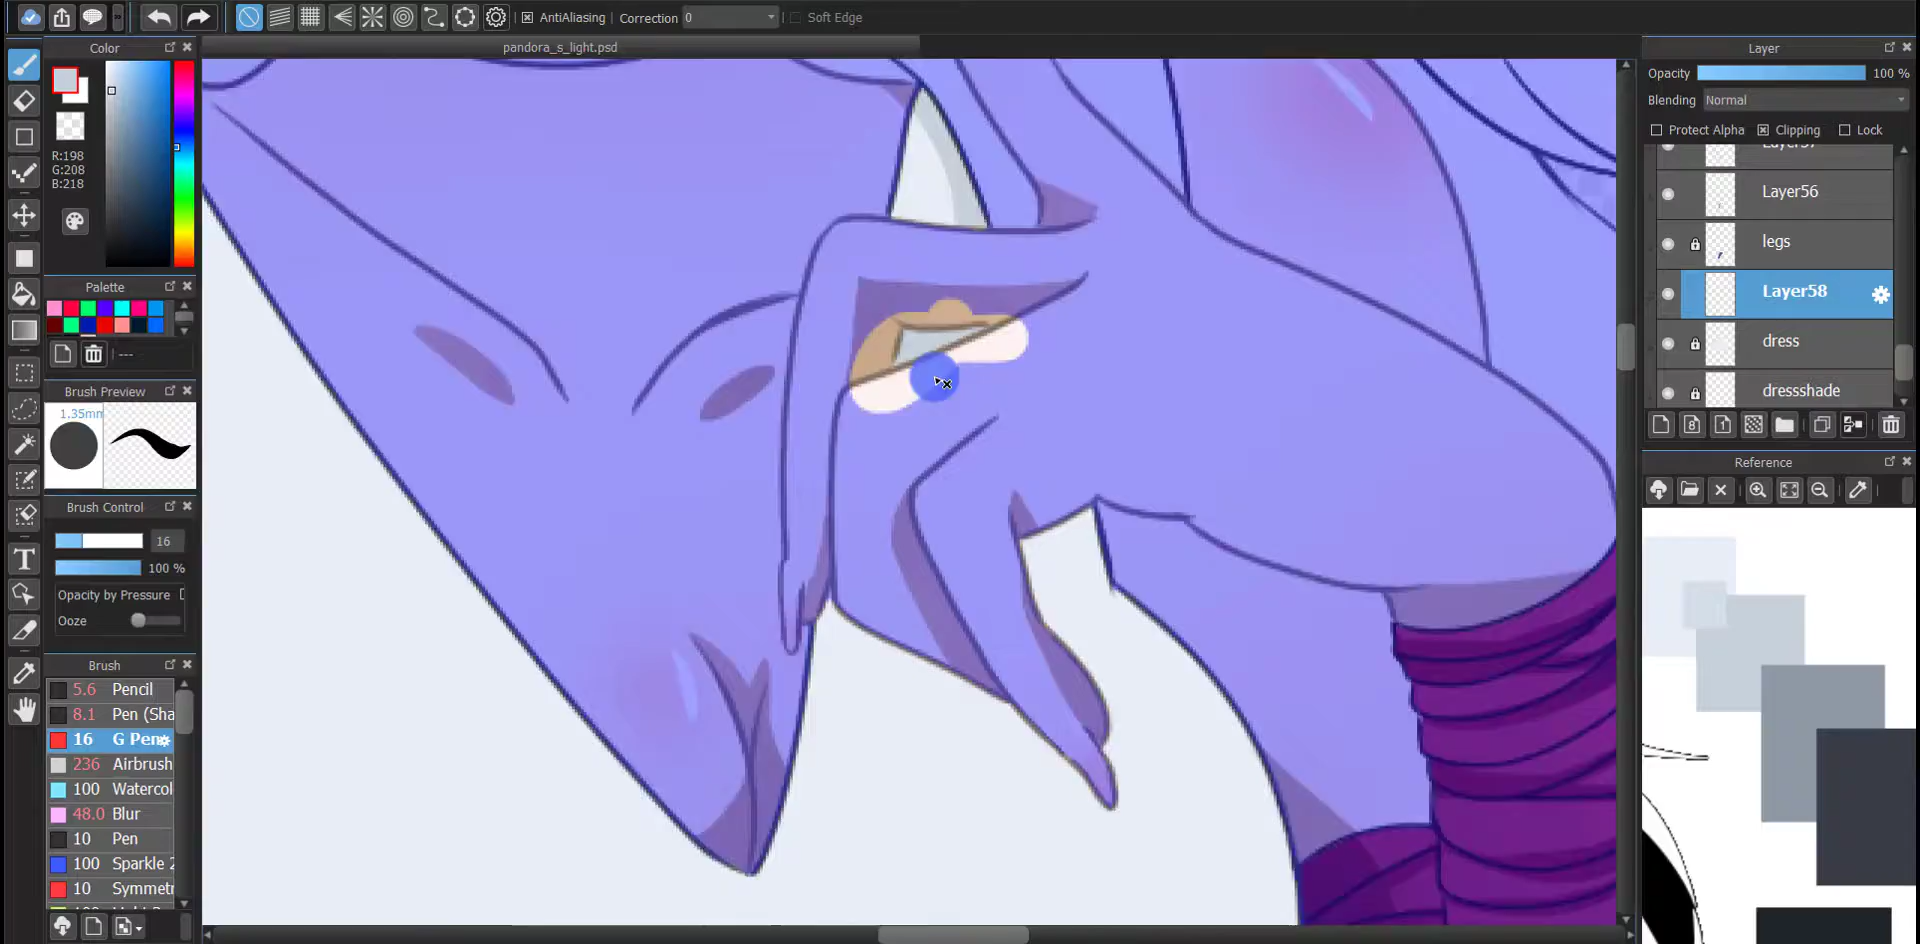 AntiAliasing
Correction
0
Soft Edge
pandora_s_light.psd
Color
R:198
G:208
B:218
Palette
---
Brush Preview
1.35mm
Brush Control
16
100 %
Opacity by Pressure
Ooze
Brush
5.6 Pencil
8.1 Pen (Sha
16 G Pen
236 Airbrush
100 Watercol
48.0 Blur
10 Pen
100 Sparkle 2
10 Symmetr
Layer
Opacity
100 %
Blending
Normal
Protect Alpha
Clipping
Lock
Layer57
Layer56
legs
Layer58
dress
dressshade
Reference